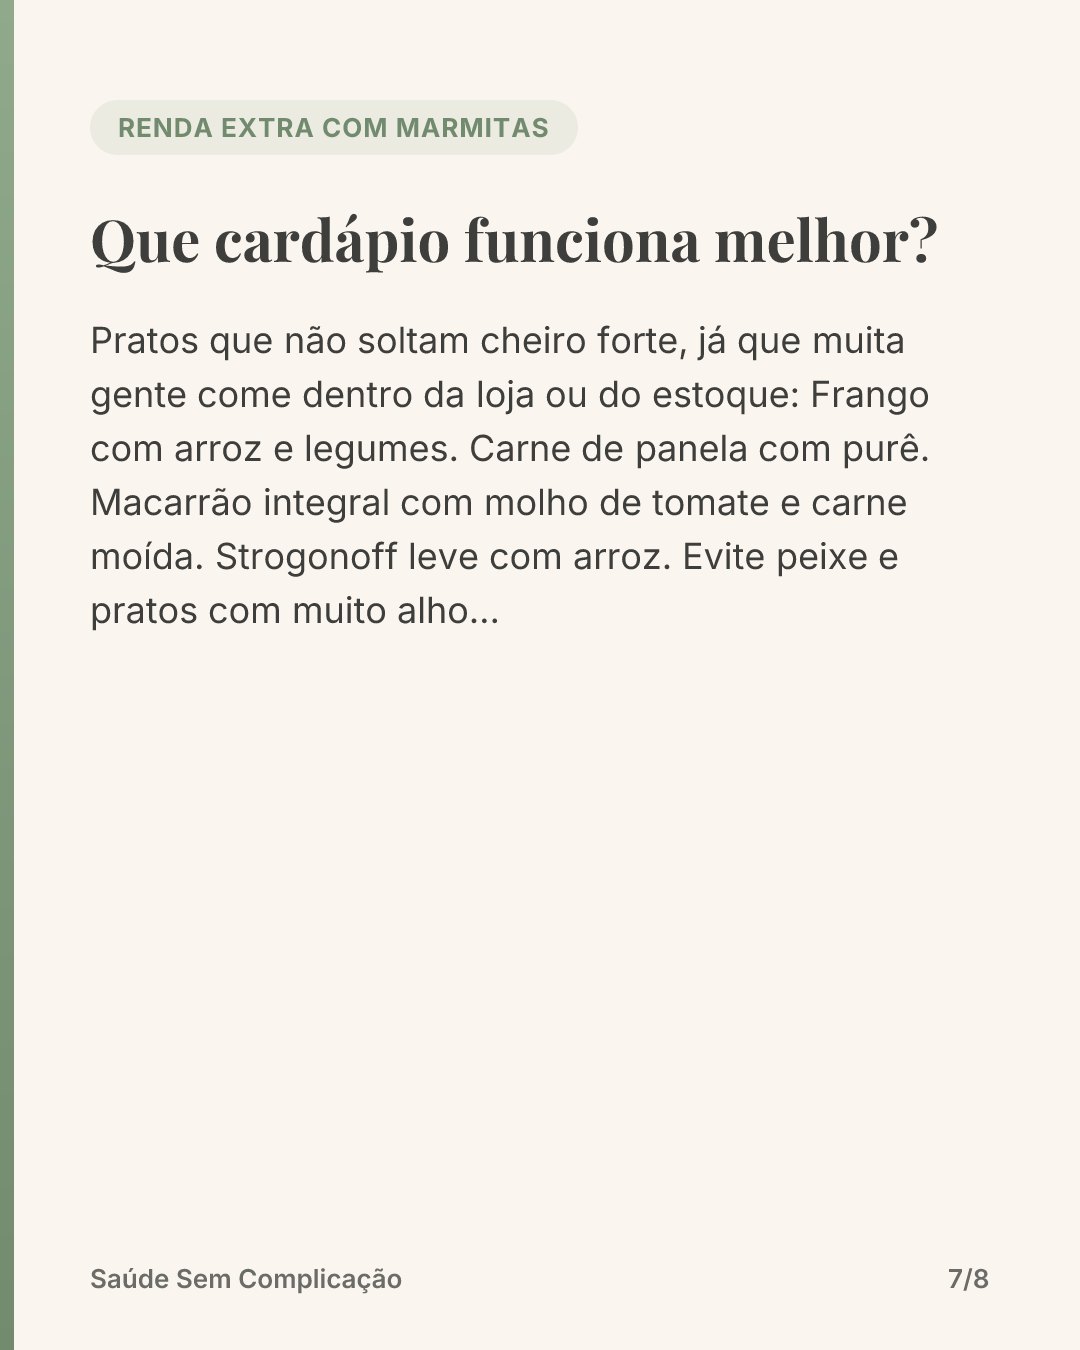 RENDA EXTRA COM MARMITAS
Que cardápio funciona melhor?
Pratos que não soltam cheiro forte, já que muita
gente come dentro da loja ou do estoque: Frango
com arroz e legumes. Carne de panela com purê.
Macarrão integral com molho de tomate e carne
moída. Strogonoff leve com arroz. Evite peixe e
pratos com muito alho...
Saúde Sem Complicação
7/8